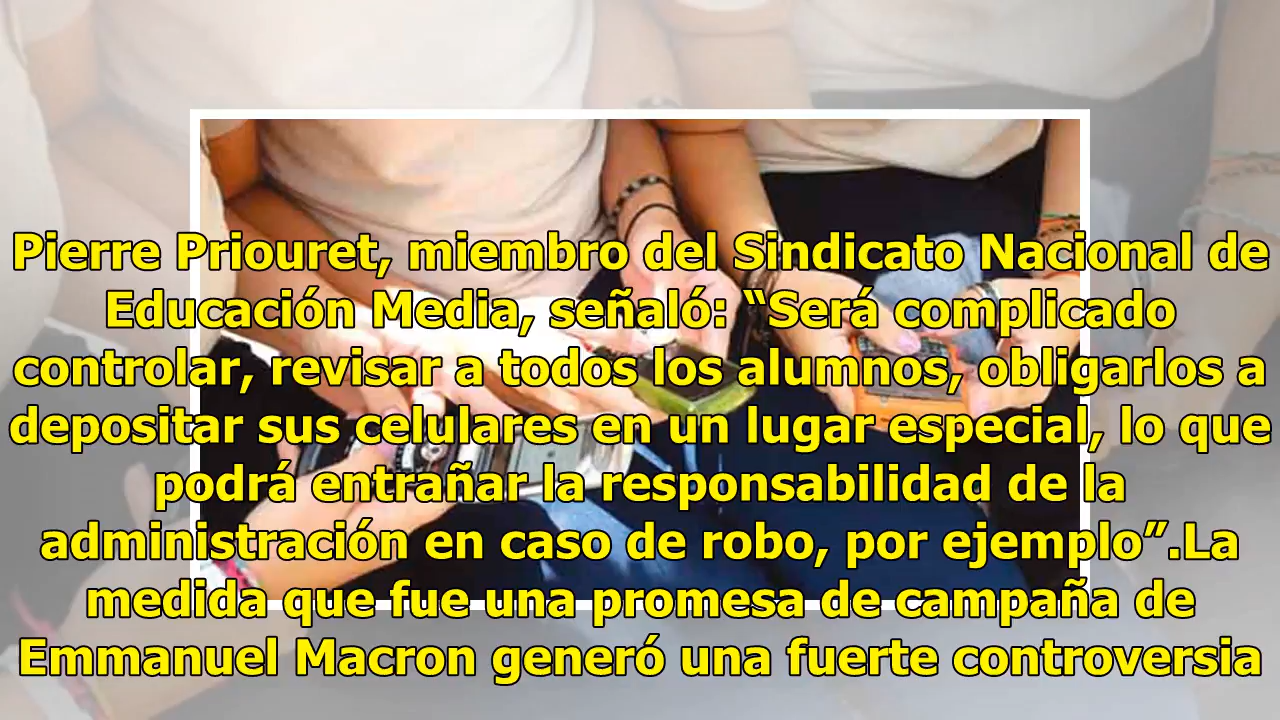 Pierre Priouret, miembro del Sindicato Nacional de
Educación Media, señaló: “Será complicado
controlar, revisar a todos los alumnos, obligarlos a
depositar sus celulares en un lugar especial, lo que
podrá entrañar la responsabilidad de la
administración en caso de robo, por ejemplo”.La
medida que fue una promesa de campaña de
Emmanuel Macron generó una fuerte controversia